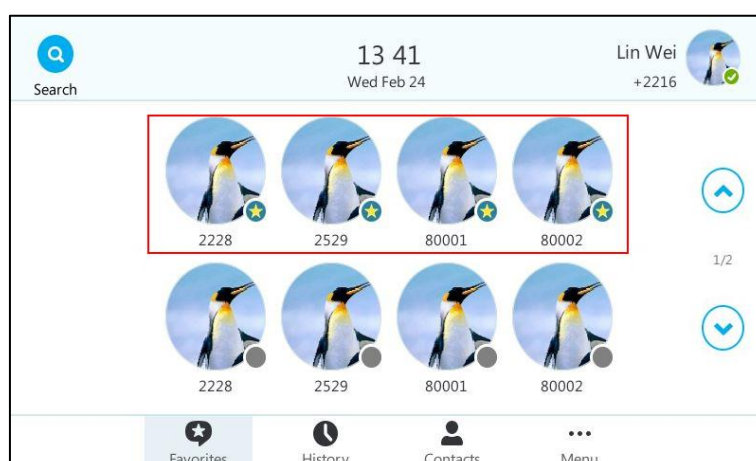 13 41
Lin Wei
Search
Wed Feb 24
+2216
2228 2529 80001 80002
1/2
2228 2529 80001 80002
Favorites History Contacts Menu